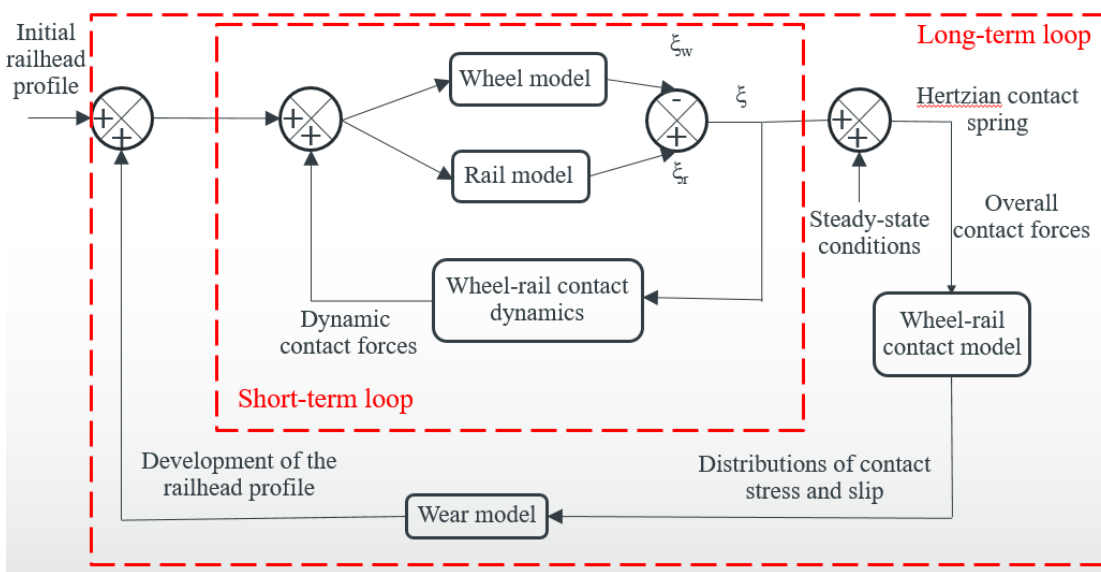 Initial
railhead
profile
Long-term loop
ξw
Wheel model
ξ
Hertzian contact
spring
+
+
+
+
-
+
+
+
Rail model
ξr
Steady-state
conditions
Overall
contact forces
Wheel-rail contact
dynamics
Dynamic
contact forces
Wheel-rail
contact model
Short-term loop
Development of the
railhead profile
Distributions of contact
stress and slip
Wear model